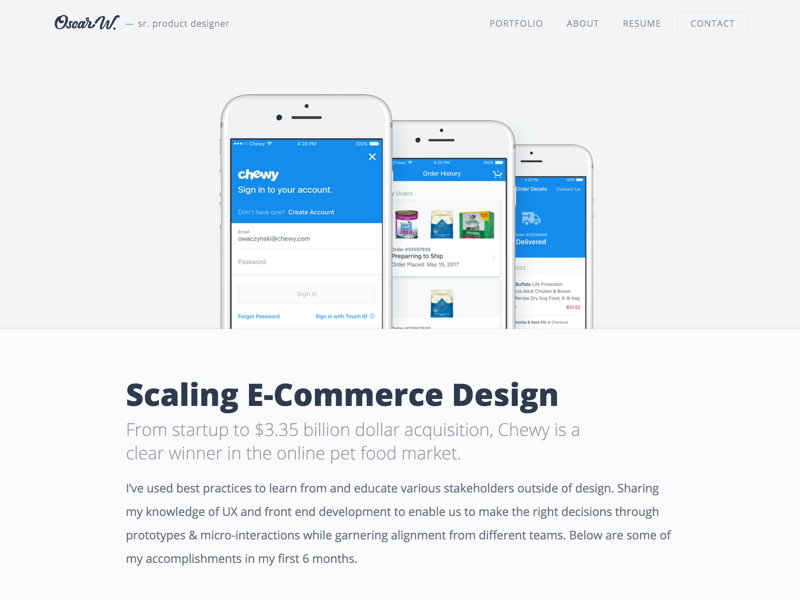 Oscar W. — sr. product designer
PORTFOLIO ABOUT RESUME CONTACT
Chewy 4:20 PM 100%
chewy
Sign in to your account.
Don't have one? Create Account
Email
owaczynski@chewy.com
Password
Sign in
Forgot Password Sign in with Touch ID
Chewy 4:20 PM 100%
Order History
Orders
Order #32597930
Preparring to Ship
Order Placed: May 15, 2017
4:20 PM 100%
Order Details Contact Us
Delivered
Buffalo Life Protection
Adult Chicken & Brown
Recipe Dry Dog Food, 6-lb bag
$31.52
& Save 5% at Checkout
Scaling E-Commerce Design
From startup to $3.35 billion dollar acquisition, Chewy is a
clear winner in the online pet food market.
I've used best practices to learn from and educate various stakeholders outside of design. Sharing
my knowledge of UX and front end development to enable us to make the right decisions through
prototypes & micro-interactions while garnering alignment from different teams. Below are some of
my accomplishments in my first 6 months.